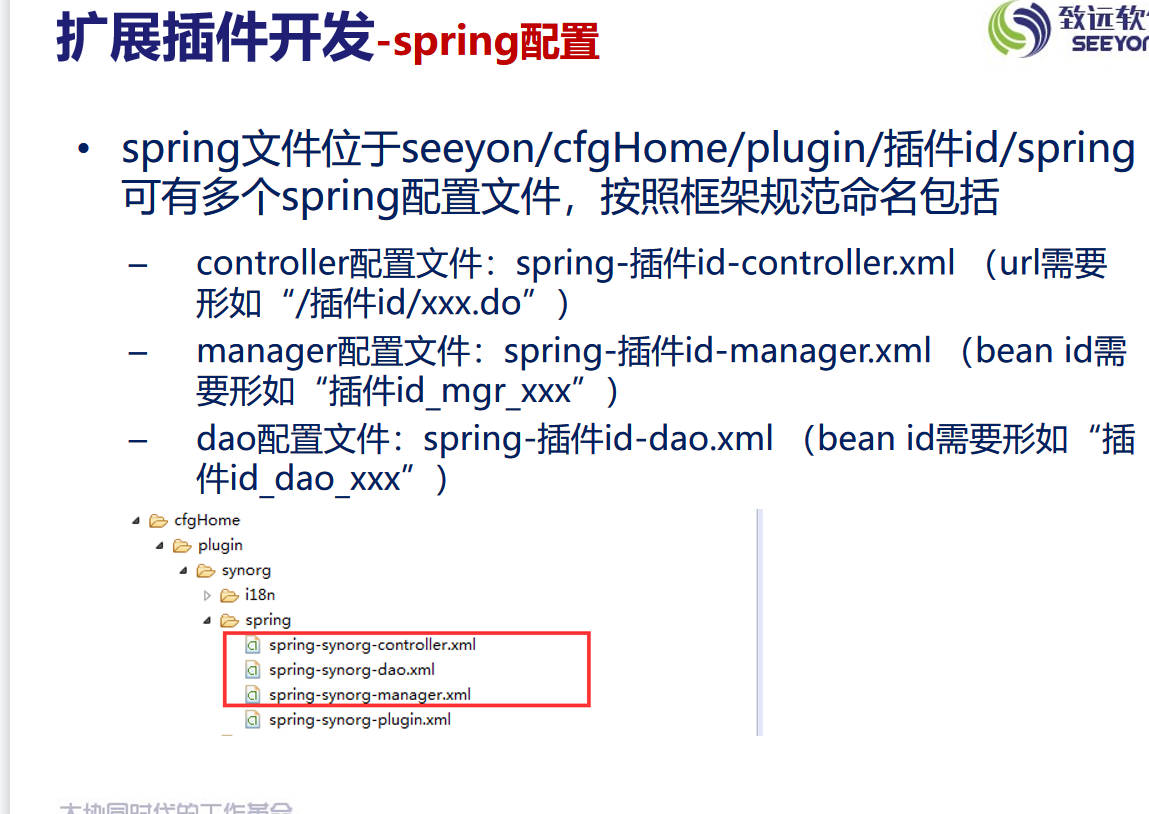 扩展插件开发-spring配置
致远软
SEEYON
• spring文件位于seeyon/cfgHome/plugin/插件id/spring
可有多个spring配置文件，按照框架规范命名包括
– controller配置文件：spring-插件id-controller.xml （url需要
形如“/插件id/xxx.do”）
– manager配置文件：spring-插件id-manager.xml （bean id需
要形如“插件id_mgr_xxx”）
– dao配置文件：spring-插件id-dao.xml （bean id需要形如“插
件id_dao_xxx”）
cfgHome
plugin
synorg
i18n
spring
spring-synorg-controller.xml
spring-synorg-dao.xml
spring-synorg-manager.xml
spring-synorg-plugin.xml